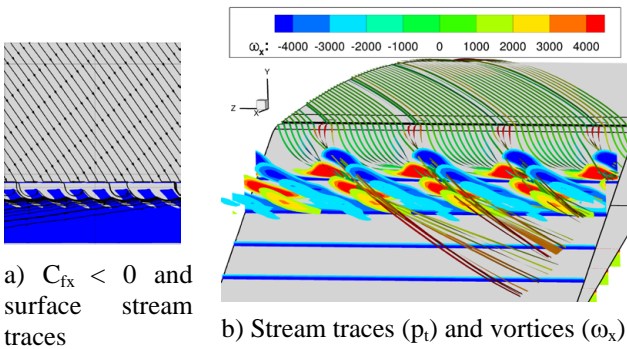 ωx: -4000 -3000 -2000 -1000 0 1000 2000 3000 4000
Y
Z X
a) Cfx < 0 and
surface stream
traces
b) Stream traces (pt) and vortices (ωx)